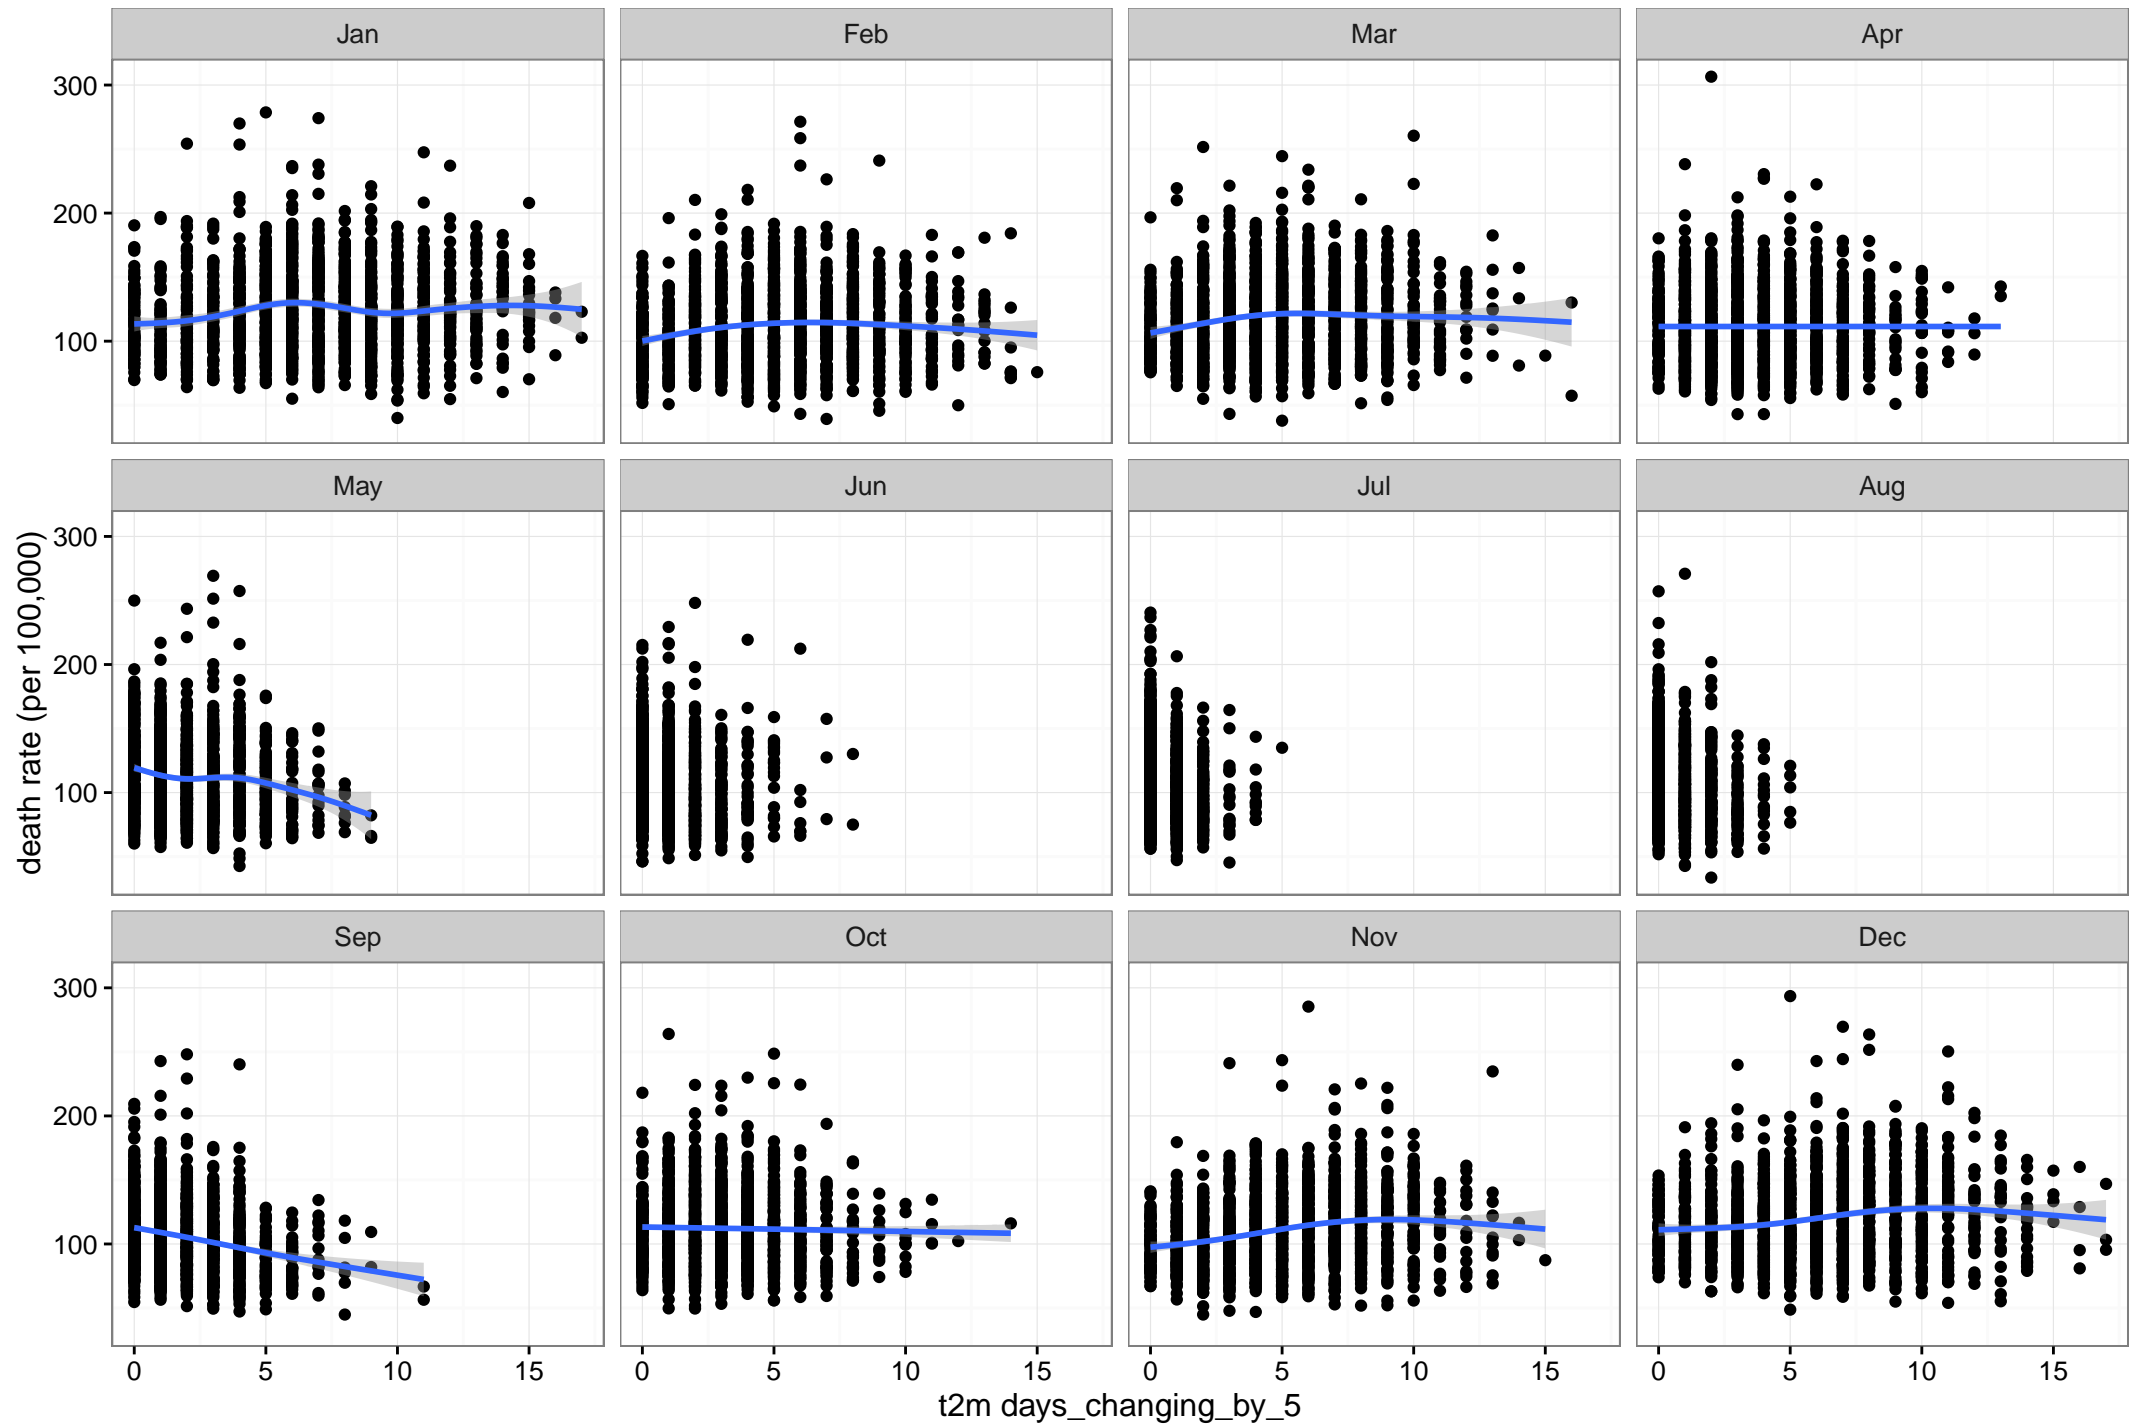 Jan Feb Mar Apr
300
200
100
May Jun Jul Aug
300
200
100
Sep Oct Nov Dec
300
200
100
0 5 10 15 0 5 10 15 0 5 10 15 0 5 10 15
t2m days_changing_by_5
death rate (per 100,000)